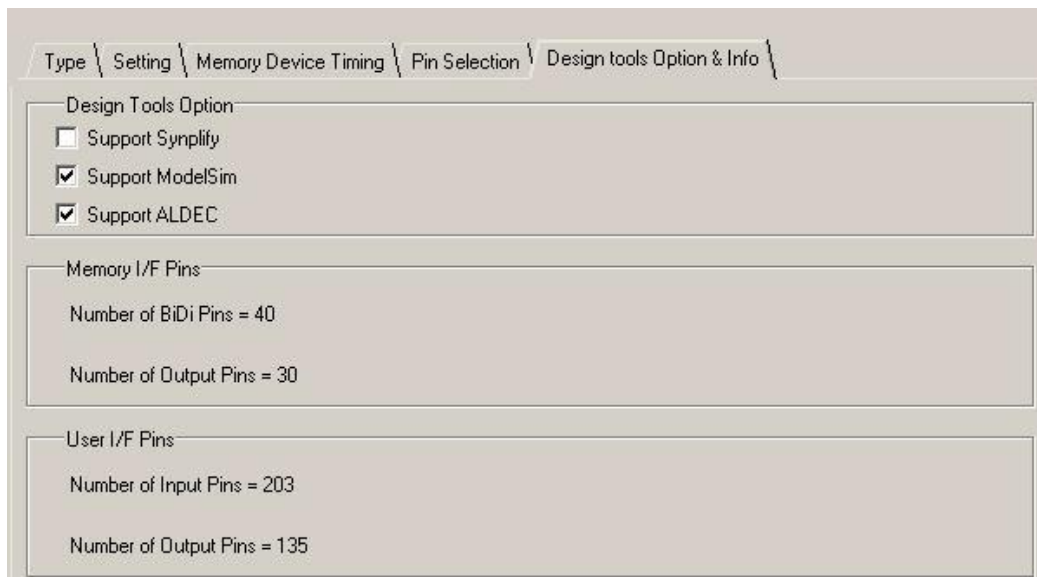 Type Setting Memory Device Timing Pin Selection Design tools Option & Info
Design Tools Option
Support Synplify
Support ModelSim
Support ALDEC
Memory I/F Pins
Number of BiDi Pins = 40
Number of Output Pins = 30
User I/F Pins
Number of Input Pins = 203
Number of Output Pins = 135